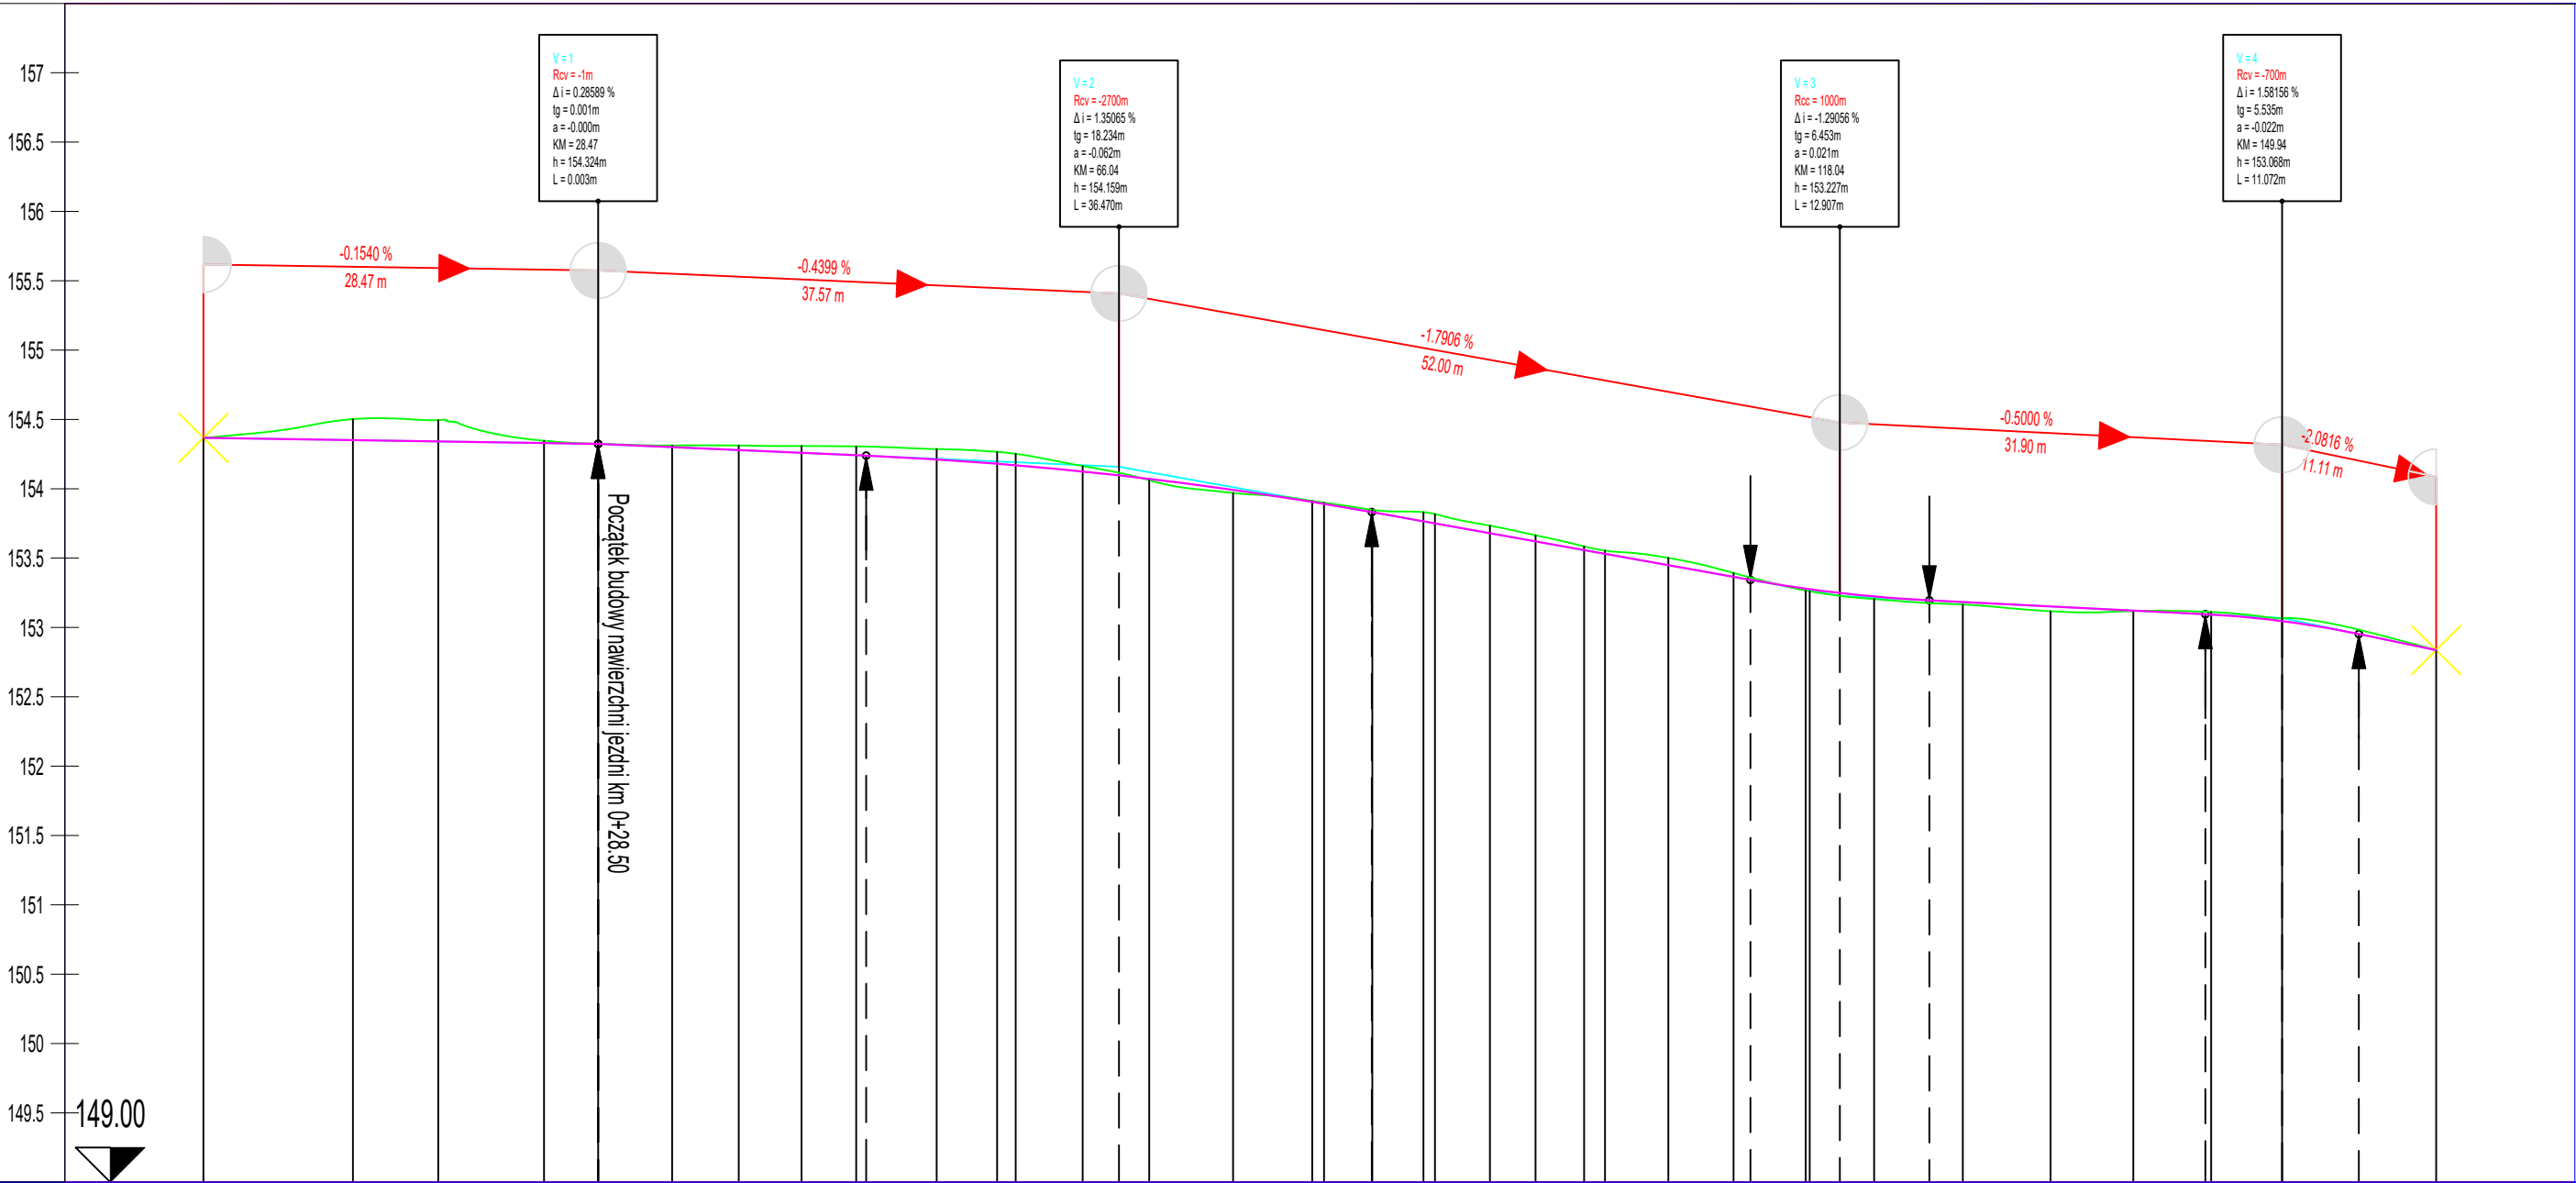 V = 1
Rcv = -1m
Δ i = 0.28589 %
tg = 0.001m
a = -0.000m
KM = 28.47
h = 154.324m
L = 0.003m
V = 2
Rcv = -2700m
Δ i = 1.35065 %
tg = 18.234m
a = -0.062m
KM = 66.04
h = 154.159m
L = 36.470m
V = 3
Rcc = 1000m
Δ i = -1.29056 %
tg = 6.453m
a = 0.021m
KM = 118.04
h = 153.227m
L = 12.907m
V = 4
Rcv = -700m
Δ i = 1.58156 %
tg = 5.535m
a = -0.022m
KM = 149.94
h = 153.068m
L = 11.072m
157
156.5
156
155.5
155
154.5
154
153.5
153
152.5
152
151.5
151
150.5
150
149.5
149.00
-0.1540 %
28.47 m
-0.4399 %
37.57 m
-1.7906 %
52.00 m
-0.5000 %
31.90 m
-2.0816 %
11.11 m
Początek budowy nawierzchni jezdni km 0+28.50